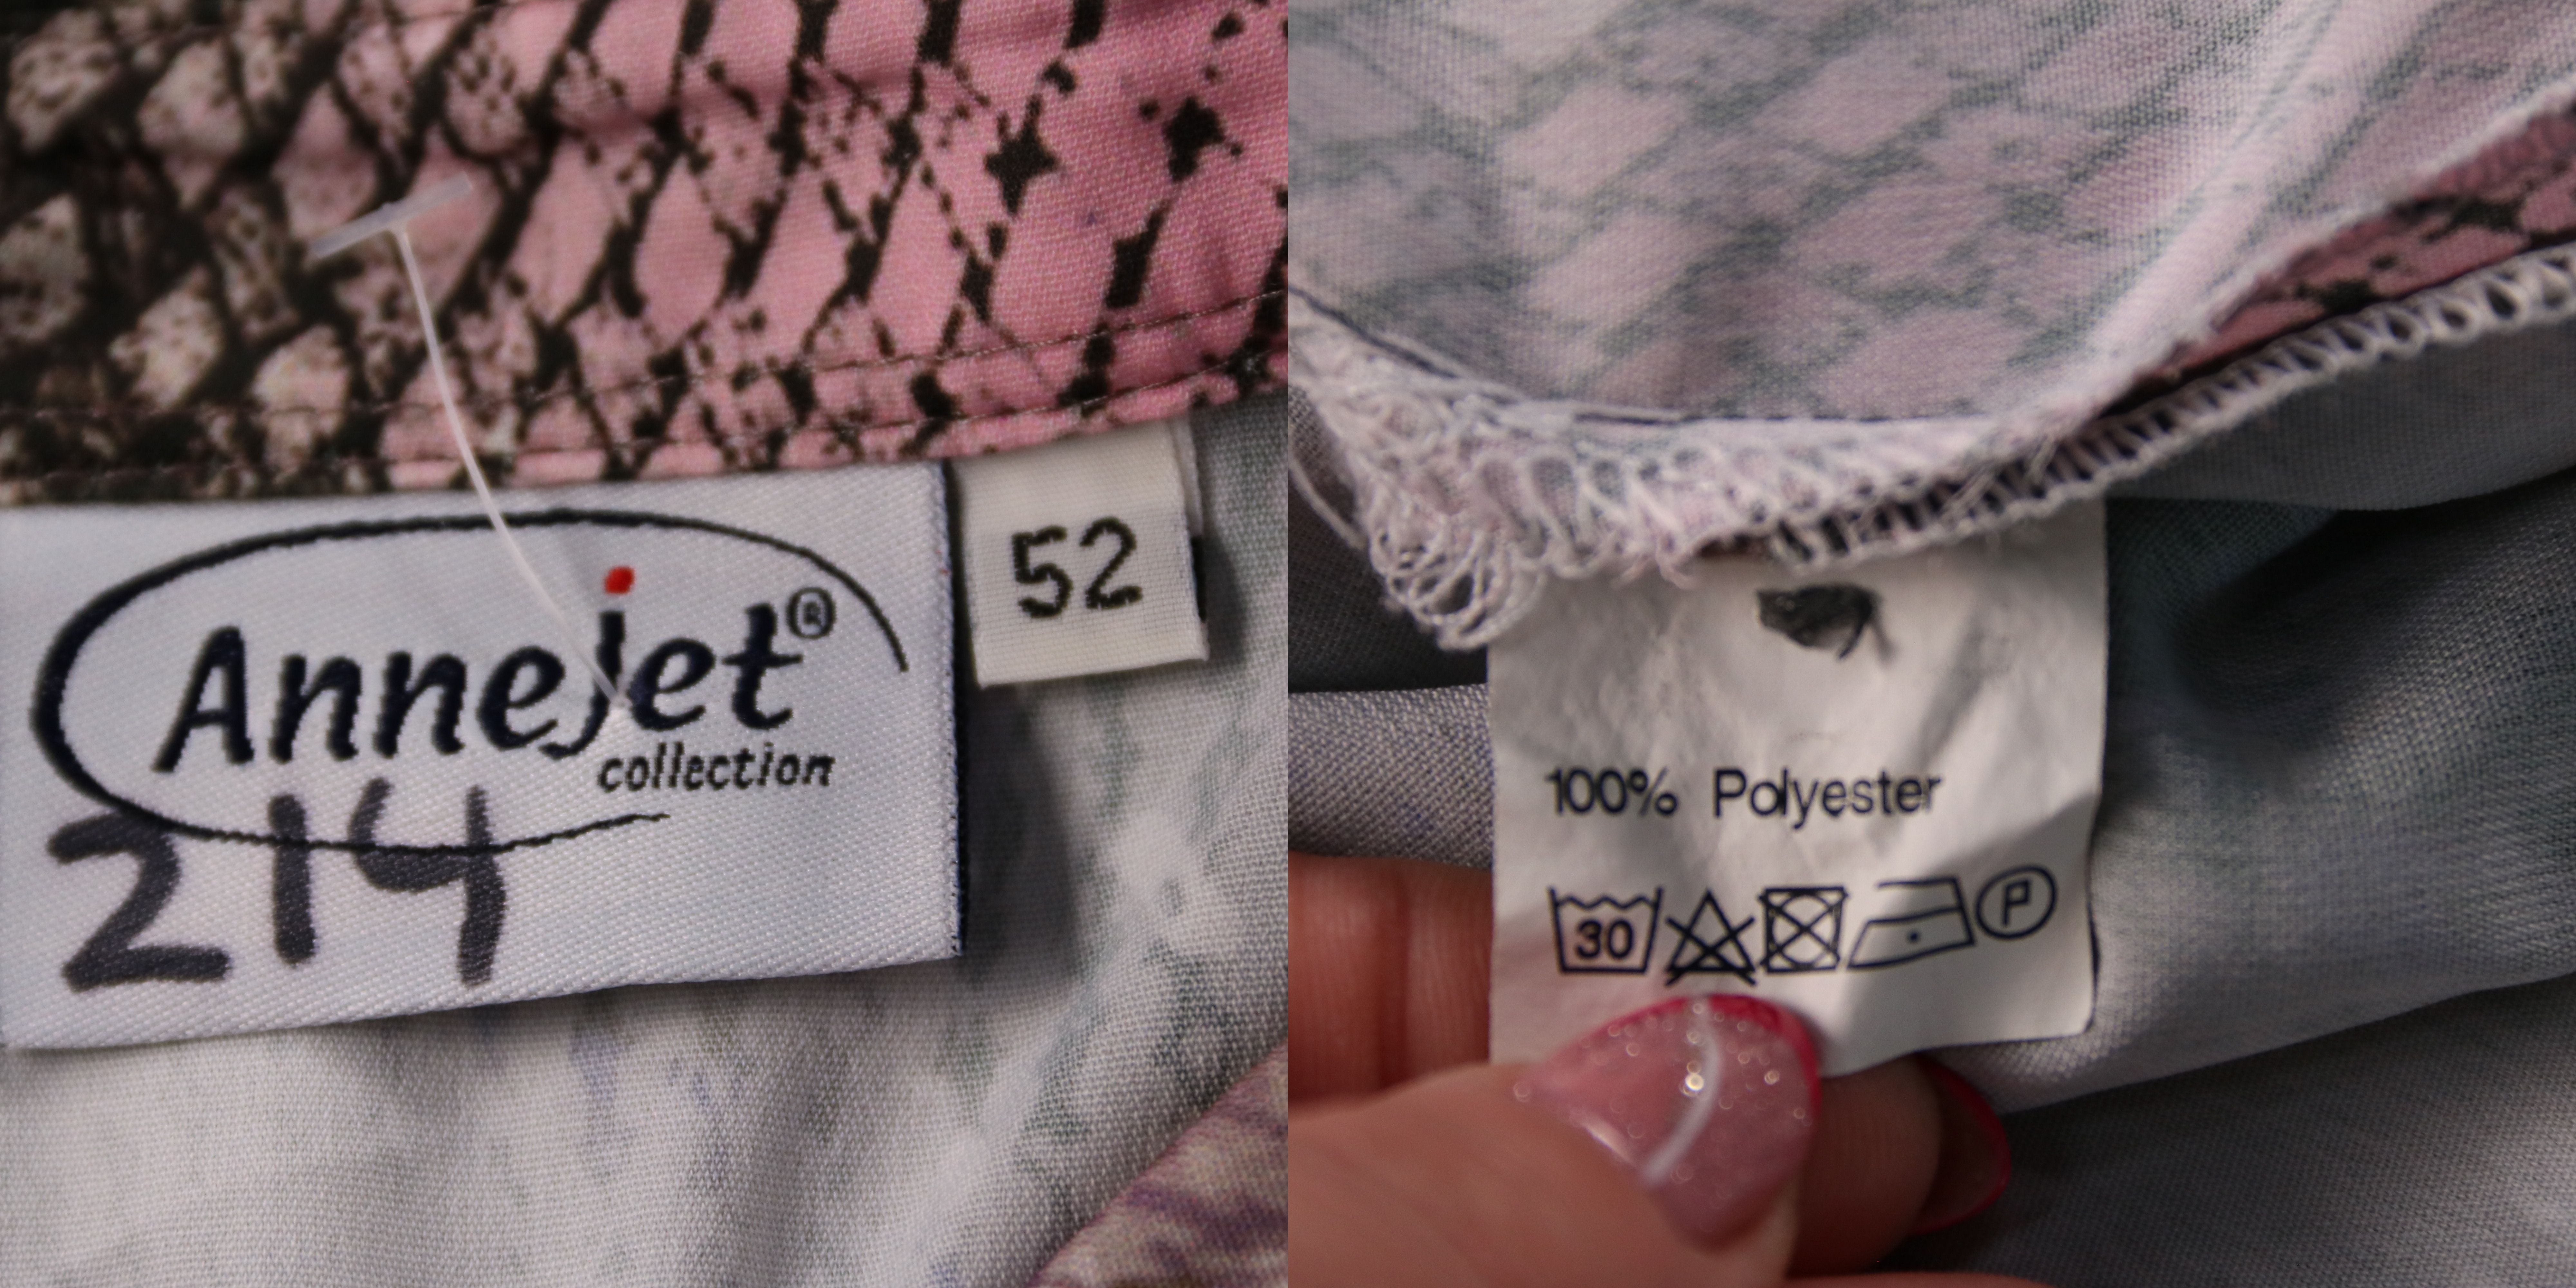 Annejet®
collection
214
52
100% Polyester
30
P